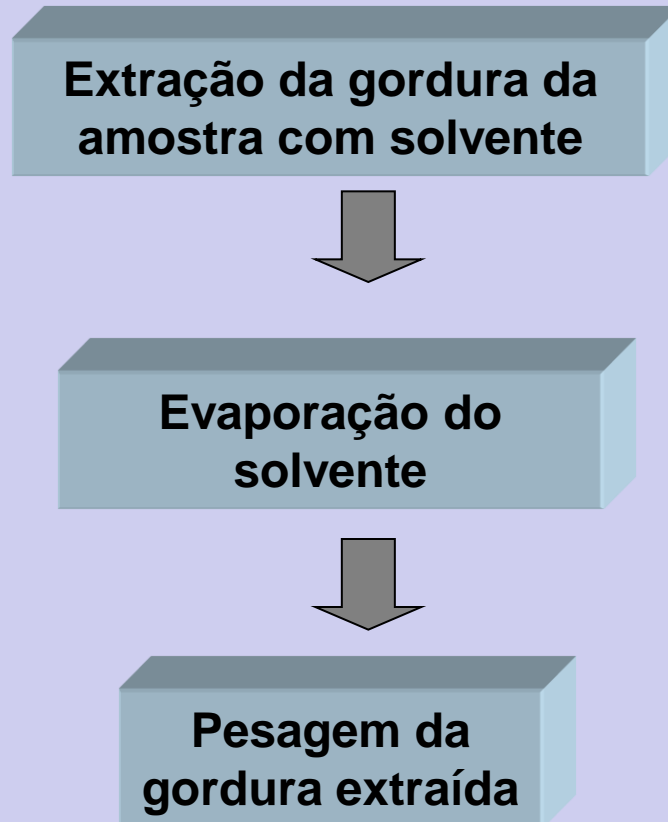 Extração da gordura da
amostra com solvente
Evaporação do
solvente
Pesagem da
gordura extraída